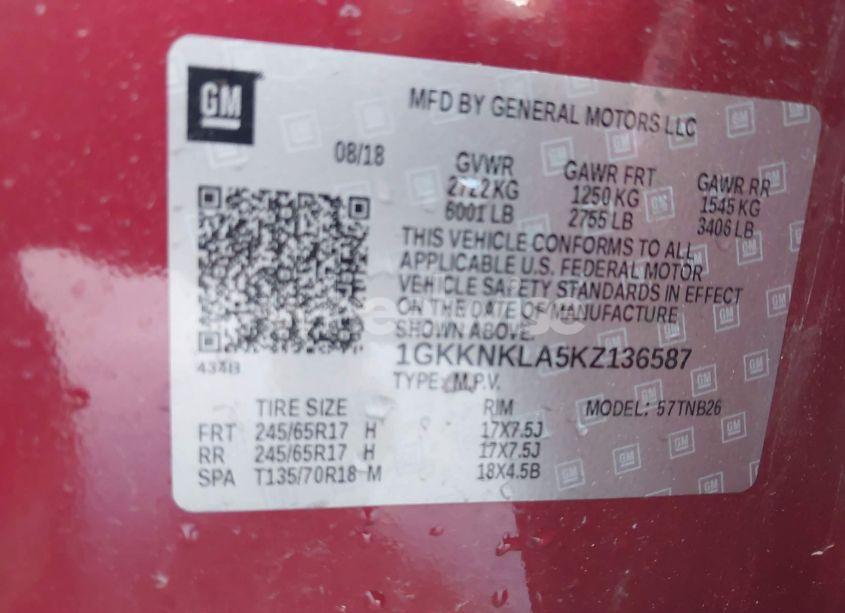 GM
MFD BY GENERAL MOTORS LLC
08/18
GVWR GAWR FRT GAWR RR
2722 KG 1250 KG 1545 KG
6001 LB 2755 LB 3406 LB
THIS VEHICLE CONFORMS TO ALL
APPLICABLE U.S. FEDERAL MOTOR
VEHICLE SAFETY STANDARDS IN EFFECT
ON THE DATE OF MANUFACTURE
SHOWN ABOVE.
1GKKNKLA5KZ136587
434B
TYPE: M.P.V.
TIRE SIZE RIM MODEL: 57TNB26
FRT 245/65R17 H 17X7.5J
RR 245/65R17 H 17X7.5J
SPA T135/70R18 M 18X4.5B